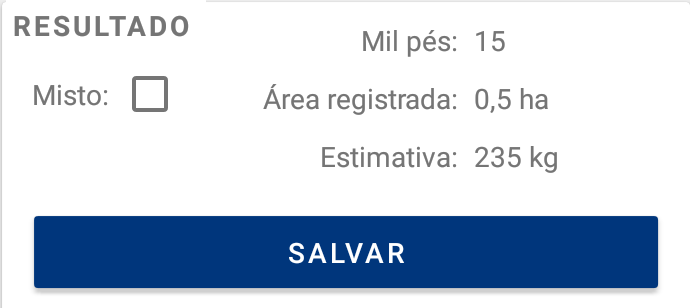 RESULTADO
Mil pés: 15
Misto:
Área registrada: 0,5 ha
Estimativa: 235 kg
SALVAR